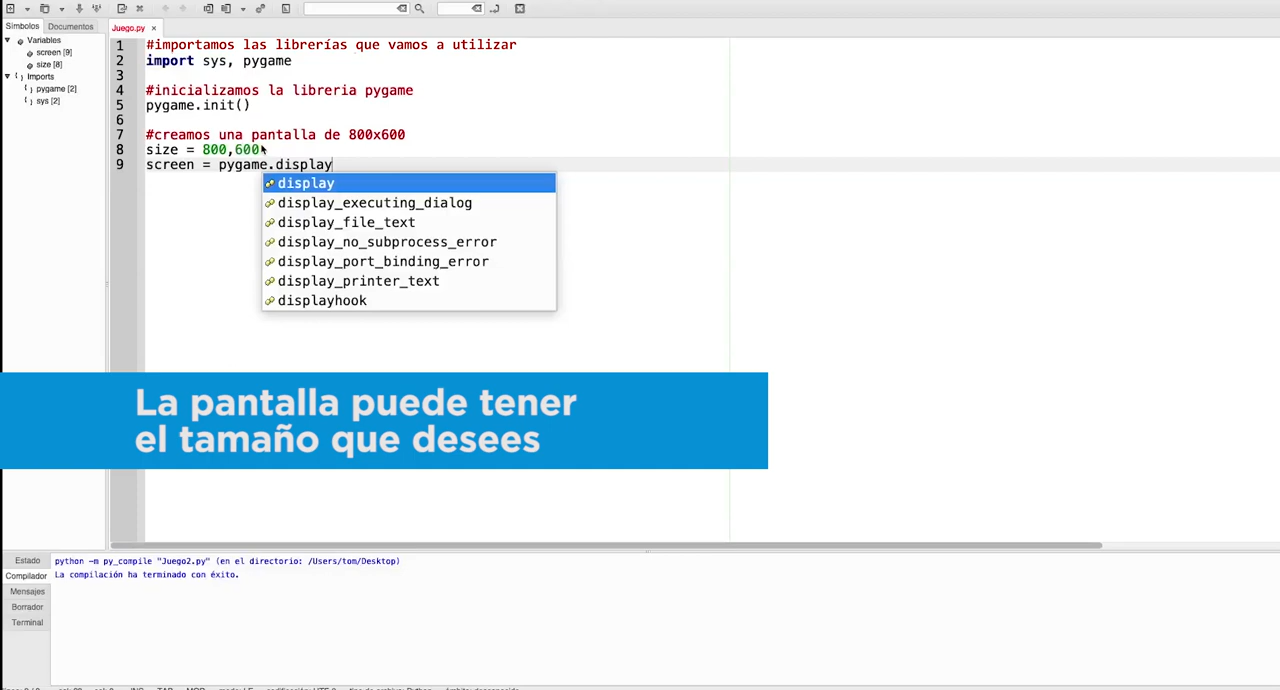 Símbolos Documentos
Variables
screen [9]
size [8]
Imports
pygame [2]
sys [2]
Juego.py ×
1 #importamos las librerías que vamos a utilizar
2 import sys, pygame
3
4 #inicializamos la libreria pygame
5 pygame.init()
6
7 #creamos una pantalla de 800x600
8 size = 800,600
9 screen = pygame.display
display
display_executing_dialog
display_file_text
display_no_subprocess_error
display_port_binding_error
display_printer_text
displayhook
La pantalla puede tener
el tamaño que desees
Estado
Compilador
Mensajes
Borrador
Terminal
python -m py_compile "Juego2.py" (en el directorio: /Users/tom/Desktop)
La compilación ha terminado con éxito.